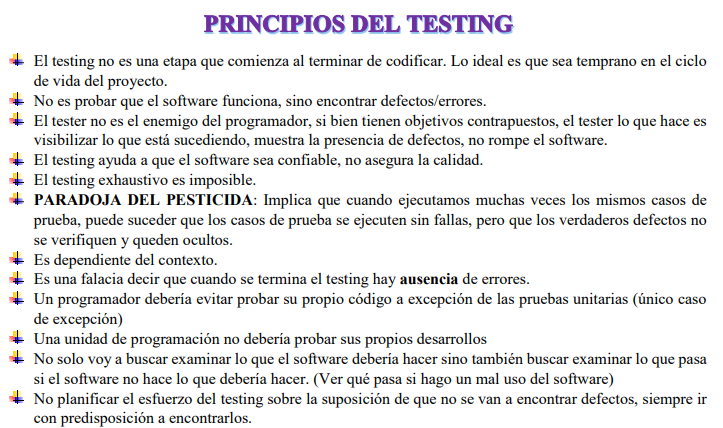 PRINCIPIOS DEL TESTING
El testing no es una etapa que comienza al terminar de codificar. Lo ideal es que sea temprano en el ciclo
de vida del proyecto.
No es probar que el software funciona, sino encontrar defectos/errores.
El tester no es el enemigo del programador, si bien tienen objetivos contrapuestos, el tester lo que hace es
visibilizar lo que está sucediendo, muestra la presencia de defectos, no rompe el software.
El testing ayuda a que el software sea confiable, no asegura la calidad.
El testing exhaustivo es imposible.
PARADOJA DEL PESTICIDA: Implica que cuando ejecutamos muchas veces los mismos casos de
prueba, puede suceder que los casos de prueba se ejecuten sin fallas, pero que los verdaderos defectos no
se verifiquen y queden ocultos.
Es dependiente del contexto.
Es una falacia decir que cuando se termina el testing hay ausencia de errores.
Un programador debería evitar probar su propio código a excepción de las pruebas unitarias (único caso
de excepción)
Una unidad de programación no debería probar sus propios desarrollos
No solo voy a buscar examinar lo que el software debería hacer sino también buscar examinar lo que pasa
si el software no hace lo que debería hacer. (Ver qué pasa si hago un mal uso del software)
No planificar el esfuerzo del testing sobre la suposición de que no se van a encontrar defectos, siempre ir
con predisposición a encontrarlos.